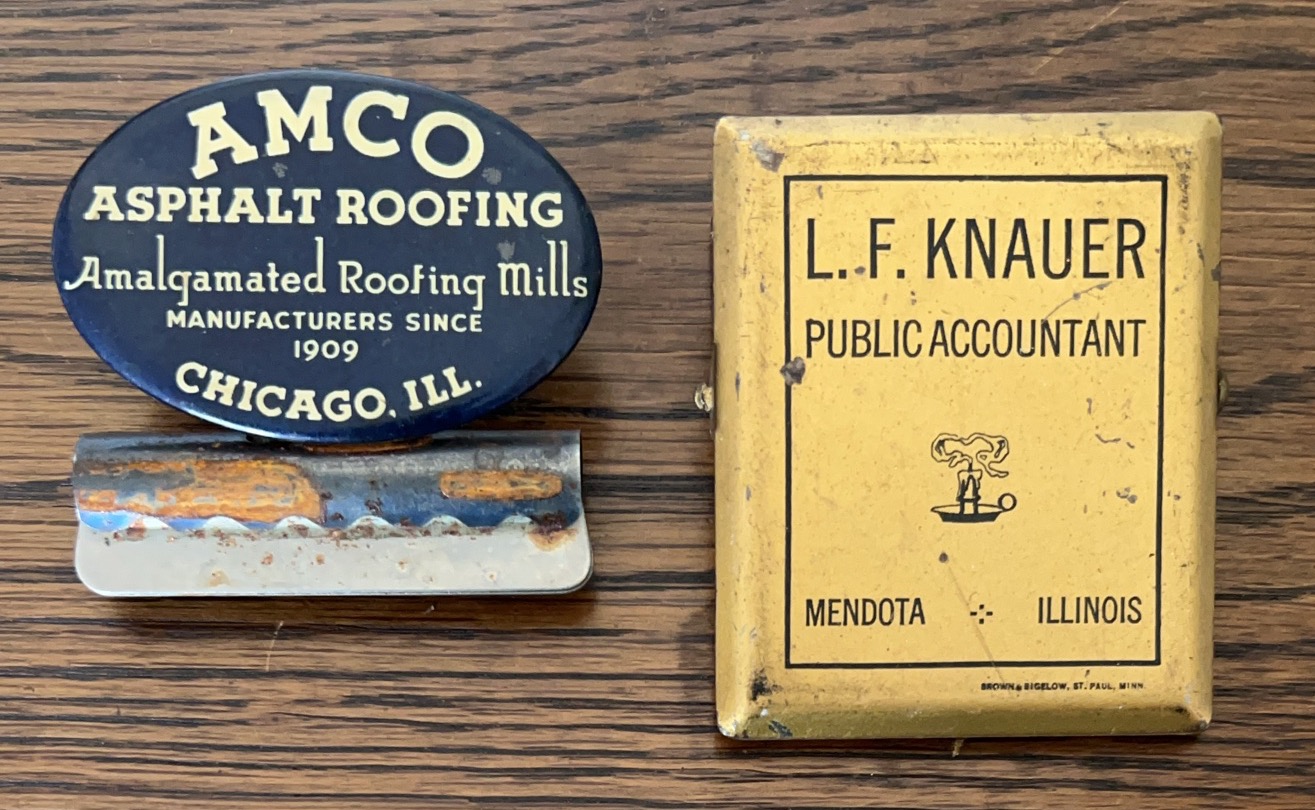 AMCO
ASPHALT ROOFING
Amalgamated Roofing Mills
MANUFACTURERS SINCE
1909
CHICAGO, ILL.
L. F. KNAUER
PUBLIC ACCOUNTANT
MENDOTA -:- ILLINOIS
BROWN & BIGELOW, ST. PAUL, MINN.